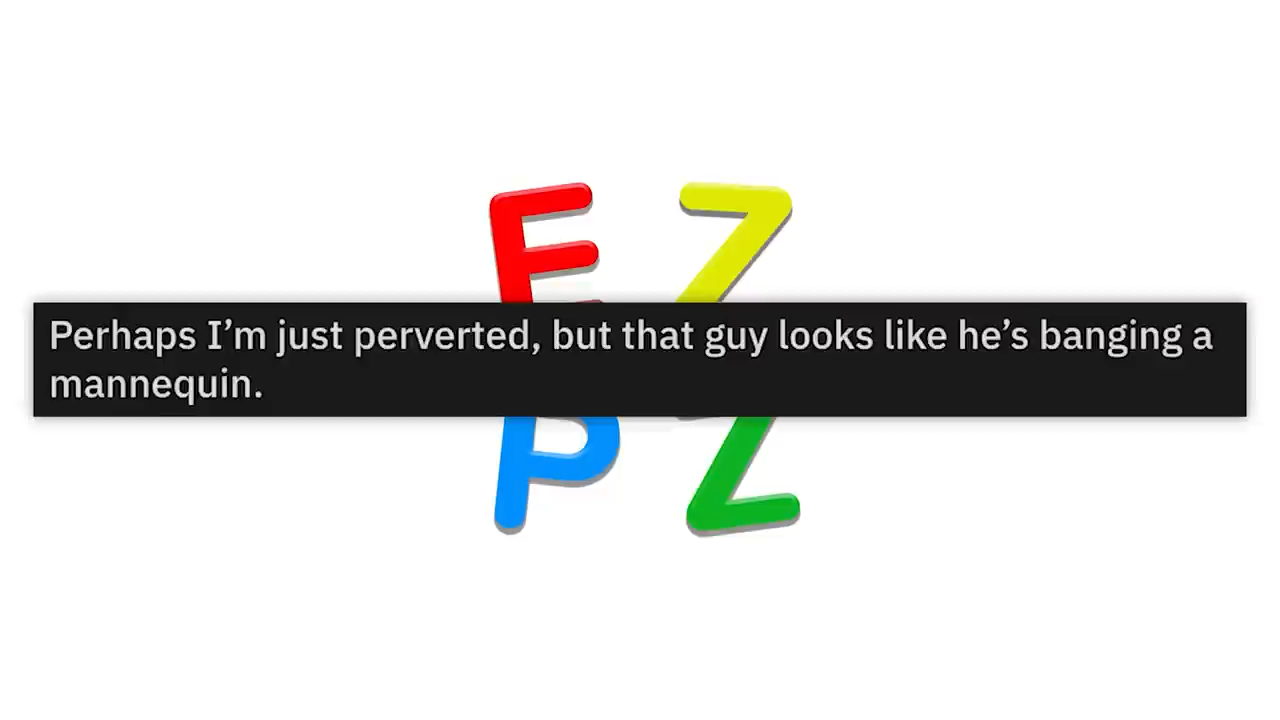 E Z
Perhaps I’m just perverted, but that guy looks like he’s banging a
mannequin.
P Z